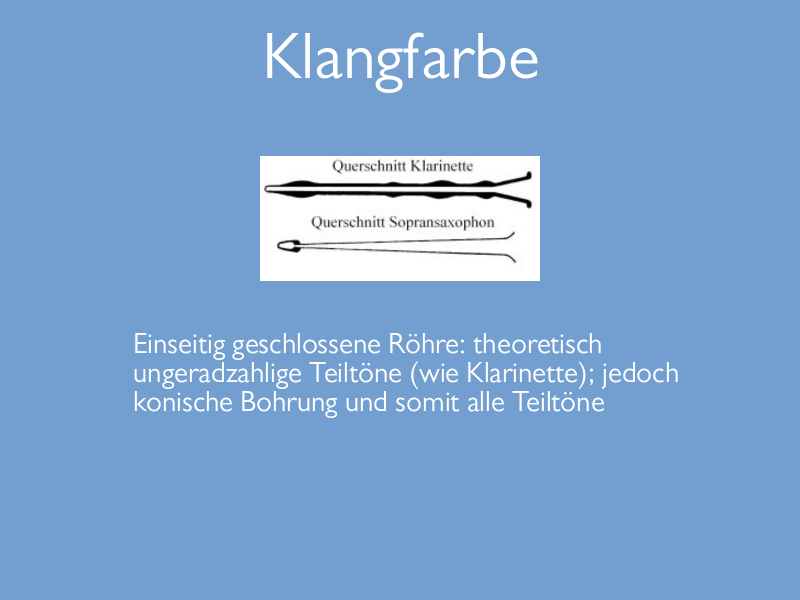 Klangfarbe
Querschnitt Klarinette
Querschnitt Sopransaxophon
Einseitig geschlossene Röhre: theoretisch
ungeradzahlige Teiltöne (wie Klarinette); jedoch
konische Bohrung und somit alle Teiltöne